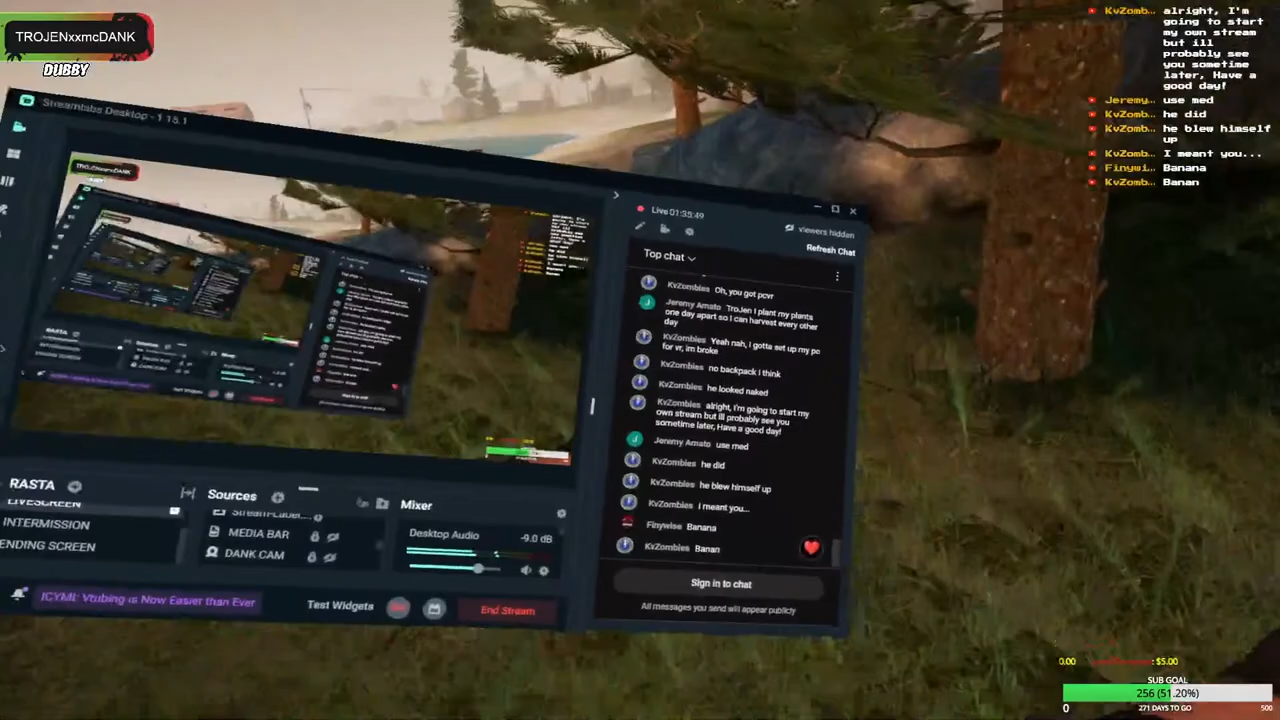 TROJENxxmcDANK
DUBBY
KvZomb… alright, I'm
going to start
my own stream
but ill
probably see
you sometime
later, Have a
good day!
Jeremy… use med
KvZomb… he did
KvZomb… he blew himself
up
KvZomb… I meant you...
Finywi… Banana
KvZomb… Banan
Streamlabs Desktop - 1.15.1
Live 01:35:49
viewers hidden
Refresh Chat
Top chat
KvZombies Oh, you got pcvr
Jeremy Amato TroJen I plant my plants
one day apart so I can harvest every other
day
KvZombies Yeah nah, I gotta set up my pc
for vr, im broke
KvZombies no backpack I think
KvZombies he looked naked
KvZombies alright, I'm going to start my
own stream but ill probably see you
sometime later, Have a good day!
Jeremy Amato use med
KvZombies he did
KvZombies he blew himself up
KvZombies I meant you...
Finywise Banana
KvZombies Banan
Sign in to chat
All messages you send will appear publicly
RASTA
LIVESCREEN
INTERMISSION
ENDING SCREEN
Sources
Stream-Label...
MEDIA BAR
DANK CAM
Mixer
Desktop Audio
-9.0 dB
ICYMI: Vtubing is Now Easier than Ever
Test Widgets
End Stream
0.00
: $5.00
SUB GOAL
256 (51.20%)
0
271 DAYS TO GO
500